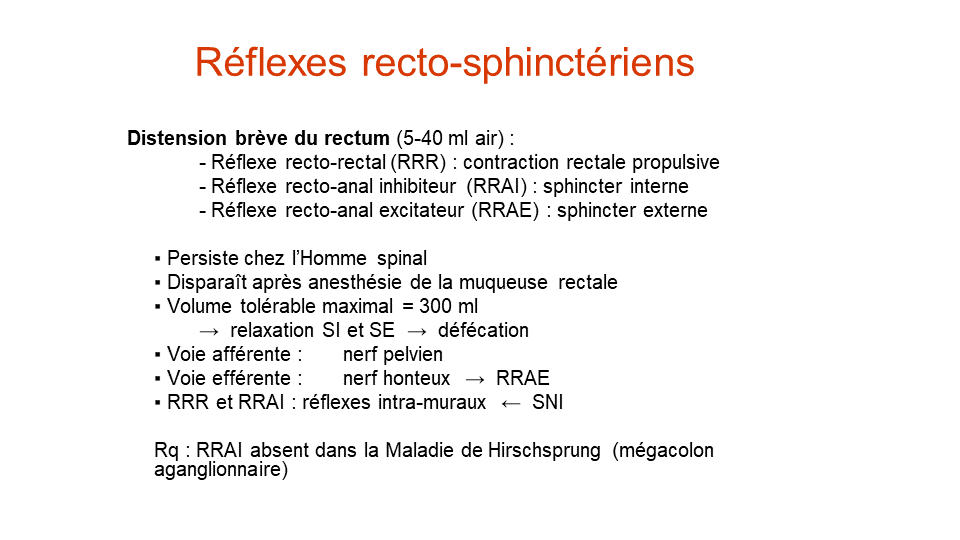 Réflexes recto-sphinctériens
Distension brève du rectum (5-40 ml air) :
- Réflexe recto-rectal (RRR) : contraction rectale propulsive
- Réflexe recto-anal inhibiteur (RRAI) : sphincter interne
- Réflexe recto-anal excitateur (RRAE) : sphincter externe
▪ Persiste chez l’Homme spinal
▪ Disparaît après anesthésie de la muqueuse rectale
▪ Volume tolérable maximal = 300 ml
→ relaxation SI et SE → défécation
▪ Voie afférente : nerf pelvien
▪ Voie efférente : nerf honteux → RRAE
▪ RRR et RRAI : réflexes intra-muraux ← SNI
Rq : RRAI absent dans la Maladie de Hirschsprung (mégacolon
aganglionnaire)